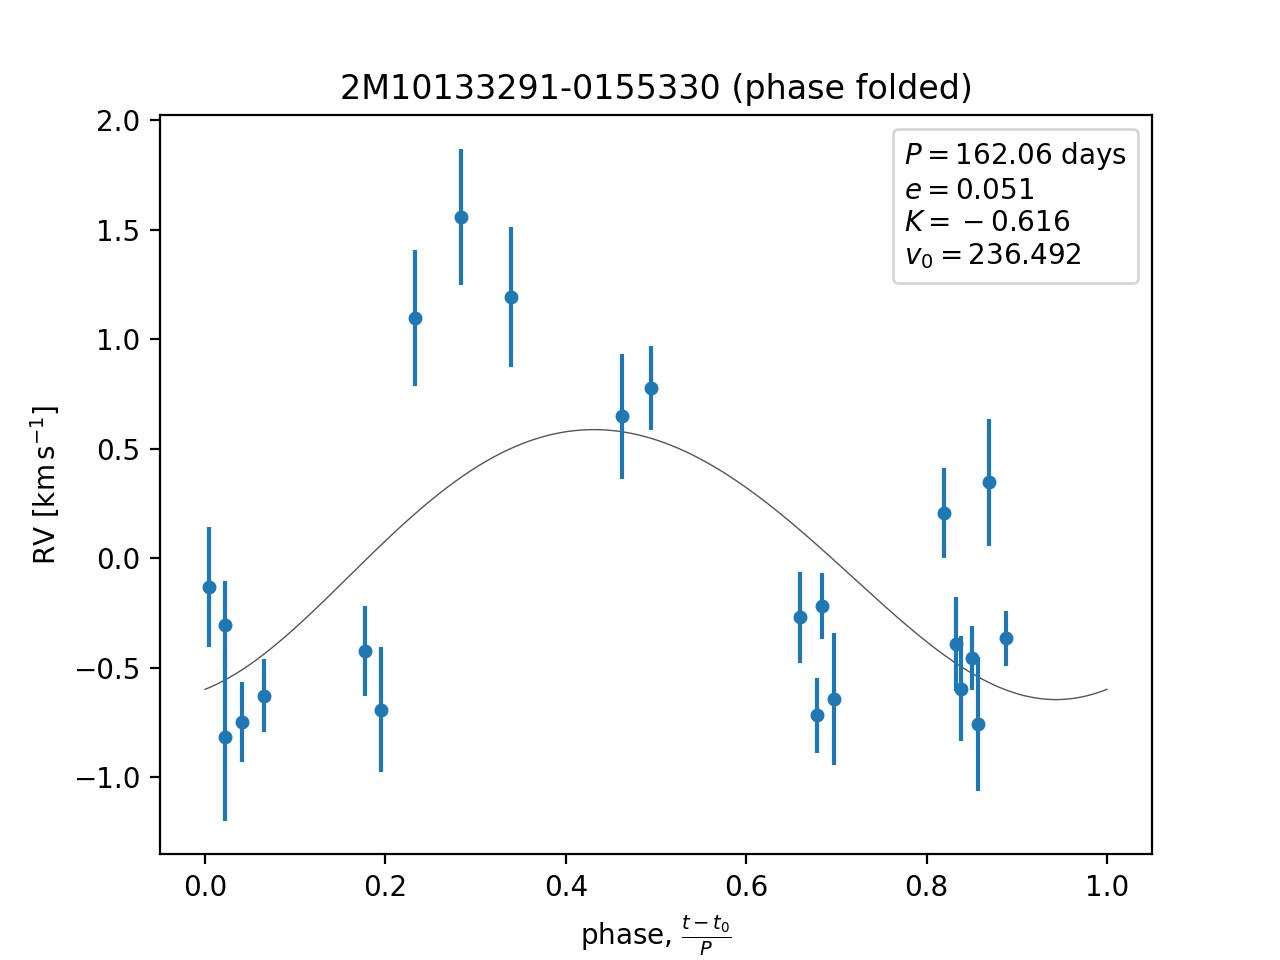 2M10133291-0155330 (phase folded)
P = 162.06 days
e = 0.051
K = −0.616
v₀ = 236.492
RV [km s⁻¹]
2.0
1.5
1.0
0.5
0.0
−0.5
−1.0
0.0 0.2 0.4 0.6 0.8 1.0
phase, (t − t₀)/P